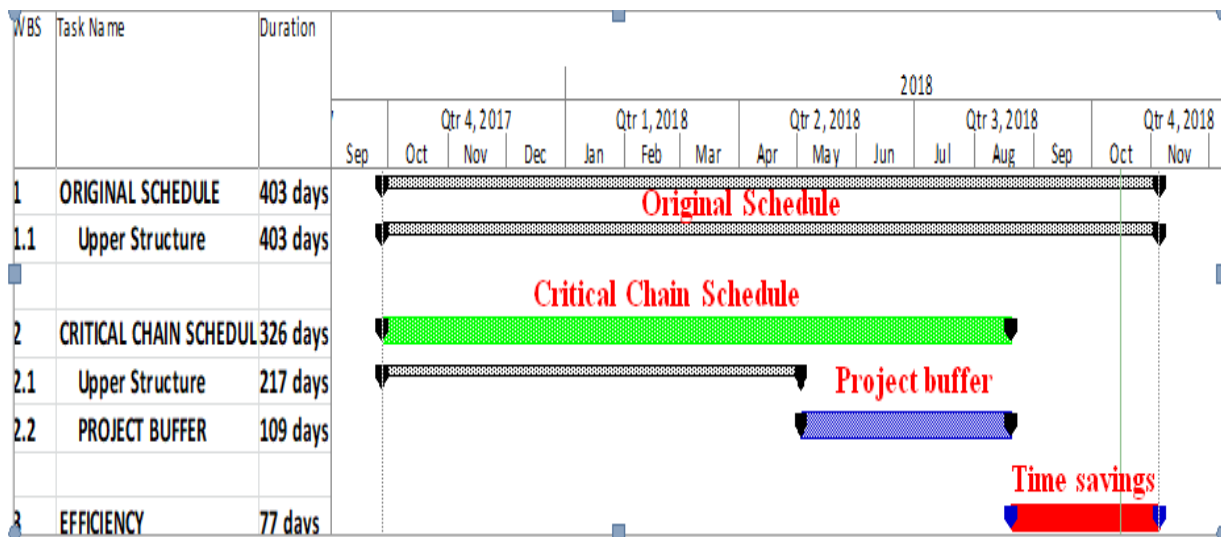 WBS Task Name Duration
2018
Qtr 4, 2017 Qtr 1, 2018 Qtr 2, 2018 Qtr 3, 2018 Qtr 4, 2018
Sep Oct Nov Dec Jan Feb Mar Apr May Jun Jul Aug Sep Oct Nov
1 ORIGINAL SCHEDULE 403 days
Original Schedule
1.1 Upper Structure 403 days
Critical Chain Schedule
2 CRITICAL CHAIN SCHEDUL 326 days
2.1 Upper Structure 217 days
Project buffer
2.2 PROJECT BUFFER 109 days
Time savings
3 EFFICIENCY 77 days